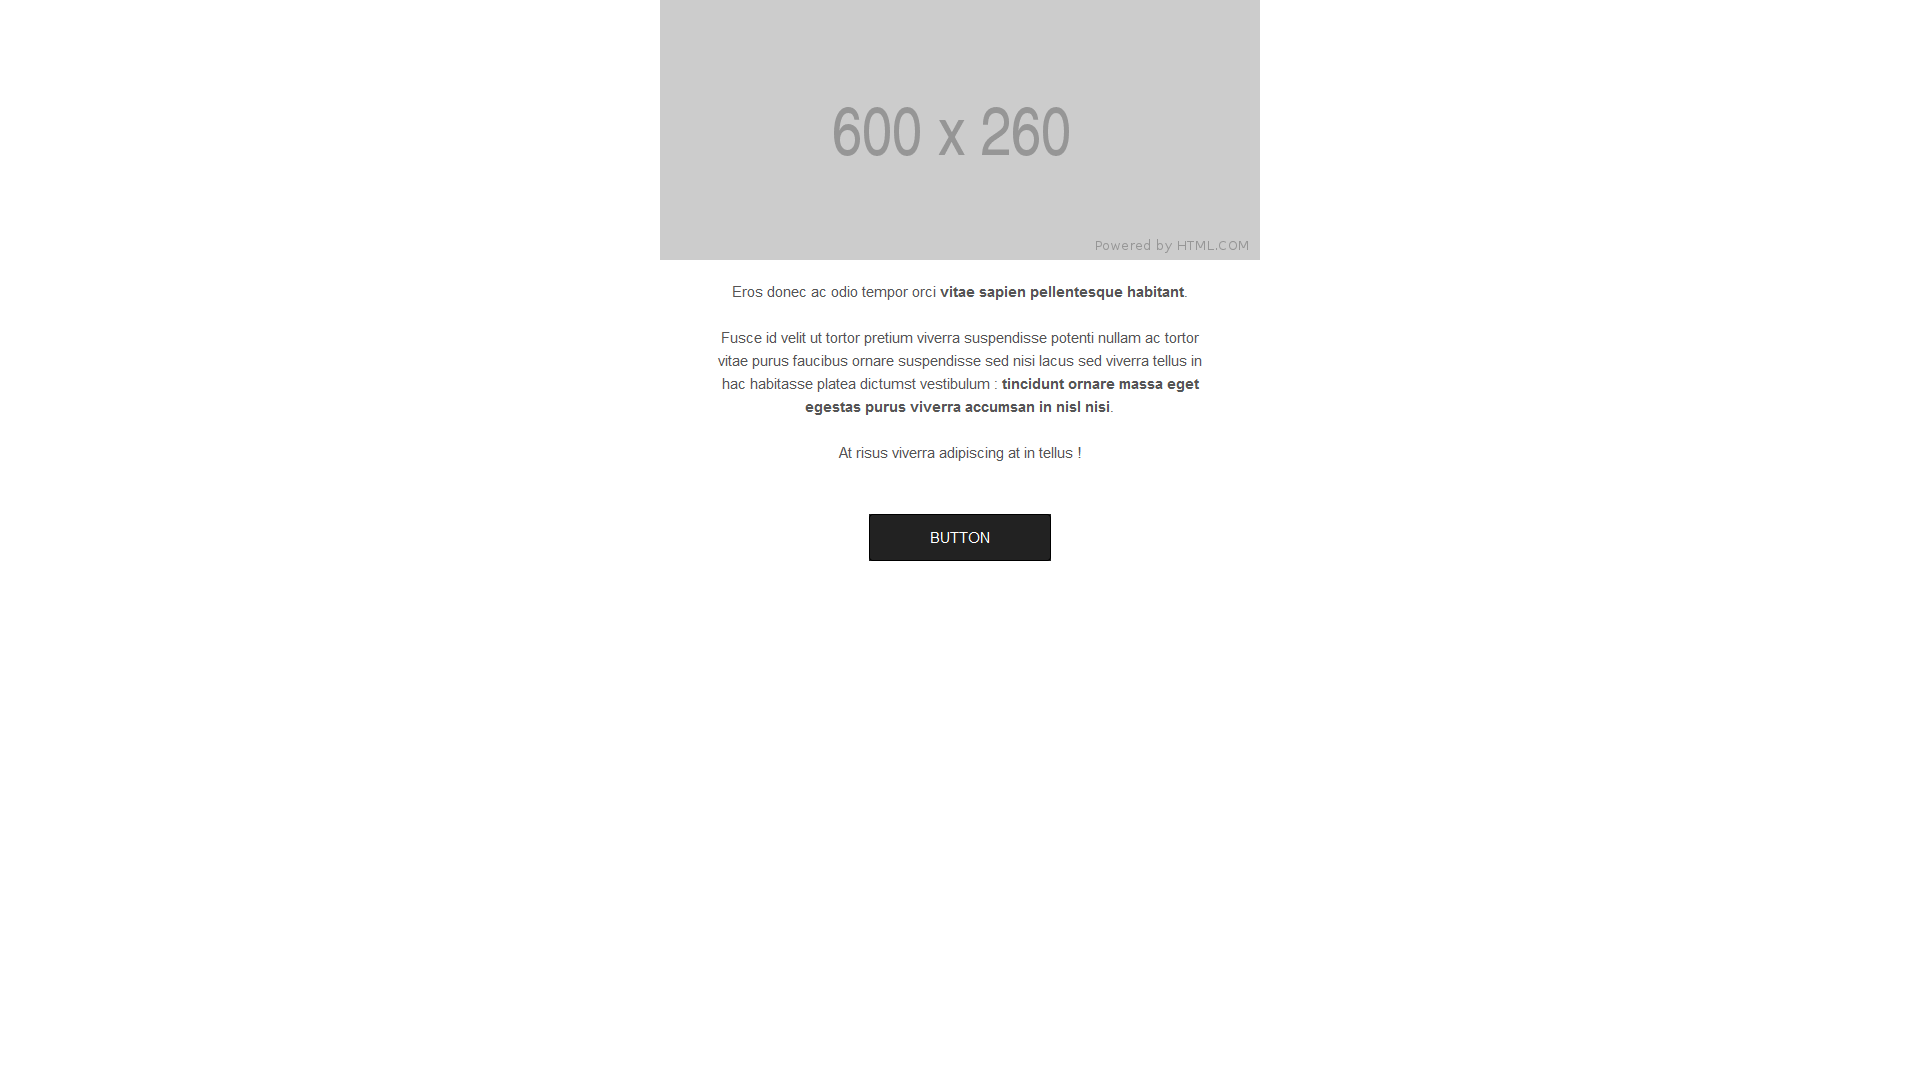 600 x 260
Powered by HTML.COM
Eros donec ac odio tempor orci vitae sapien pellentesque habitant.
Fusce id velit ut tortor pretium viverra suspendisse potenti nullam ac tortor
vitae purus faucibus ornare suspendisse sed nisi lacus sed viverra tellus in
hac habitasse platea dictumst vestibulum : tincidunt ornare massa eget
egestas purus viverra accumsan in nisl nisi.
At risus viverra adipiscing at in tellus !
BUTTON